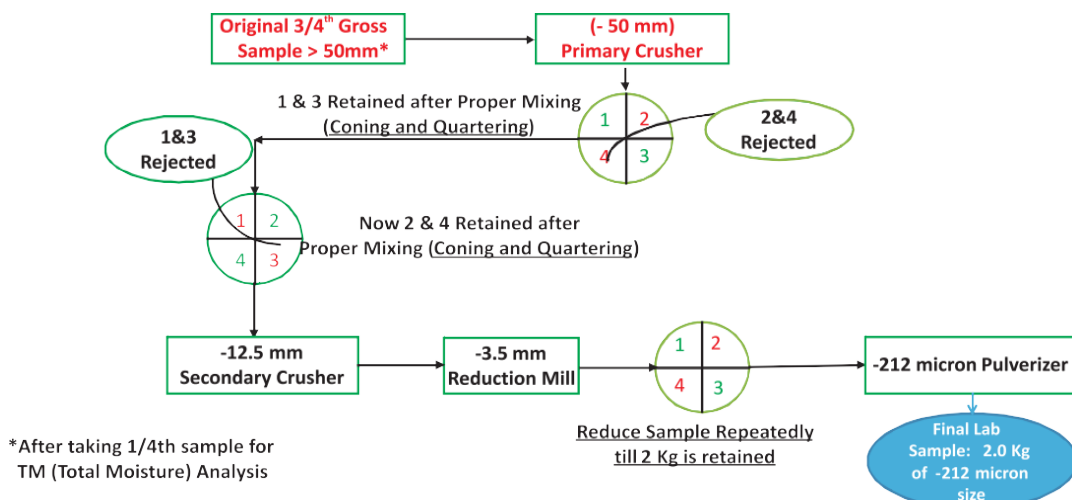 Original 3/4th Gross
Sample > 50mm*
(- 50 mm)
Primary Crusher
1 & 3 Retained after Proper Mixing
(Coning and Quartering)
1 2
4 3
2&4
Rejected
1&3
Rejected
1 2
4 3
Now 2 & 4 Retained after
Proper Mixing (Coning and Quartering)
-12.5 mm
Secondary Crusher
-3.5 mm
Reduction Mill
1 2
4 3
-212 micron Pulverizer
Reduce Sample Repeatedly
till 2 Kg is retained
Final Lab
Sample: 2.0 Kg
of -212 micron
size
*After taking 1/4th sample for
TM (Total Moisture) Analysis